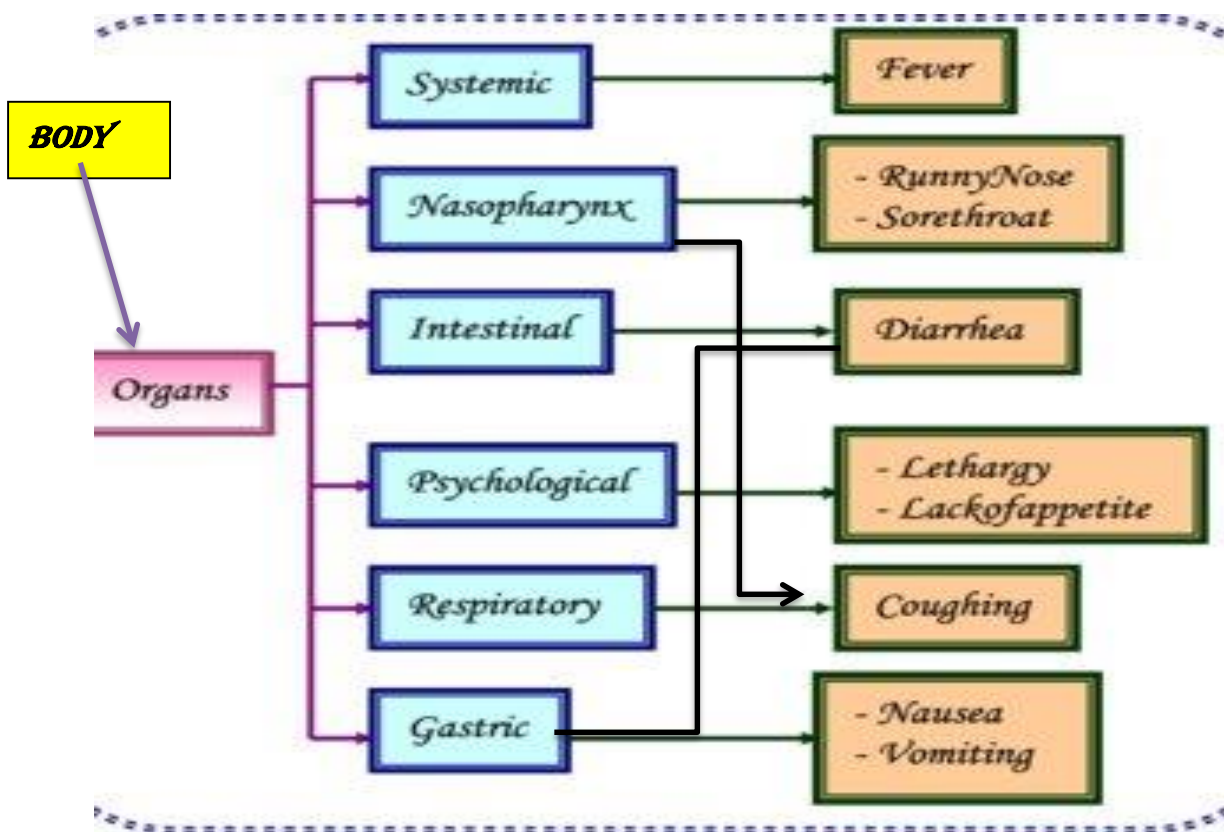 BODY
Organs
Systemic
Fever
Nasopharynx
- RunnyNose
- Sorethroat
Intestinal
Diarrhea
Psychological
- Lethargy
- Lackofappetite
Respiratory
Coughing
Gastric
- Nausea
- Vomiting